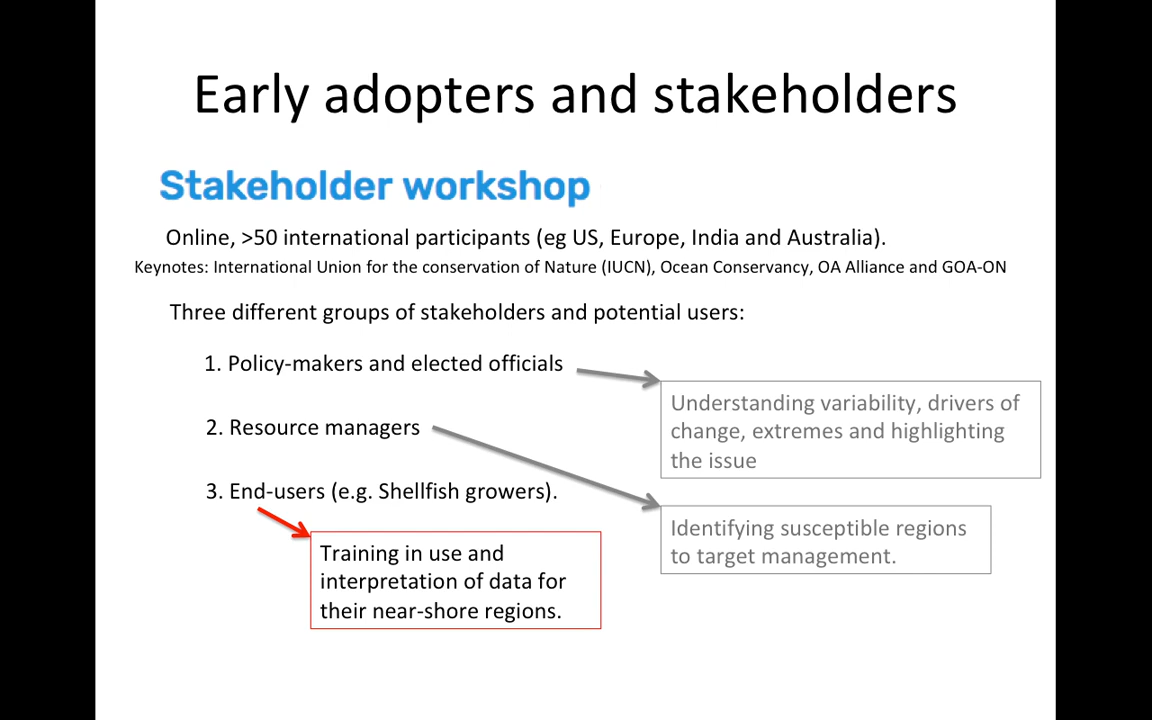 Early adopters and stakeholders
Stakeholder workshop
Online, >50 international participants (eg US, Europe, India and Australia).
Keynotes: International Union for the conservation of Nature (IUCN), Ocean Conservancy, OA Alliance and GOA-ON
Three different groups of stakeholders and potential users:
1. Policy-makers and elected officials
Understanding variability, drivers of
change, extremes and highlighting
the issue
2. Resource managers
Identifying susceptible regions
to target management.
3. End-users (e.g. Shellfish growers).
Training in use and
interpretation of data for
their near-shore regions.